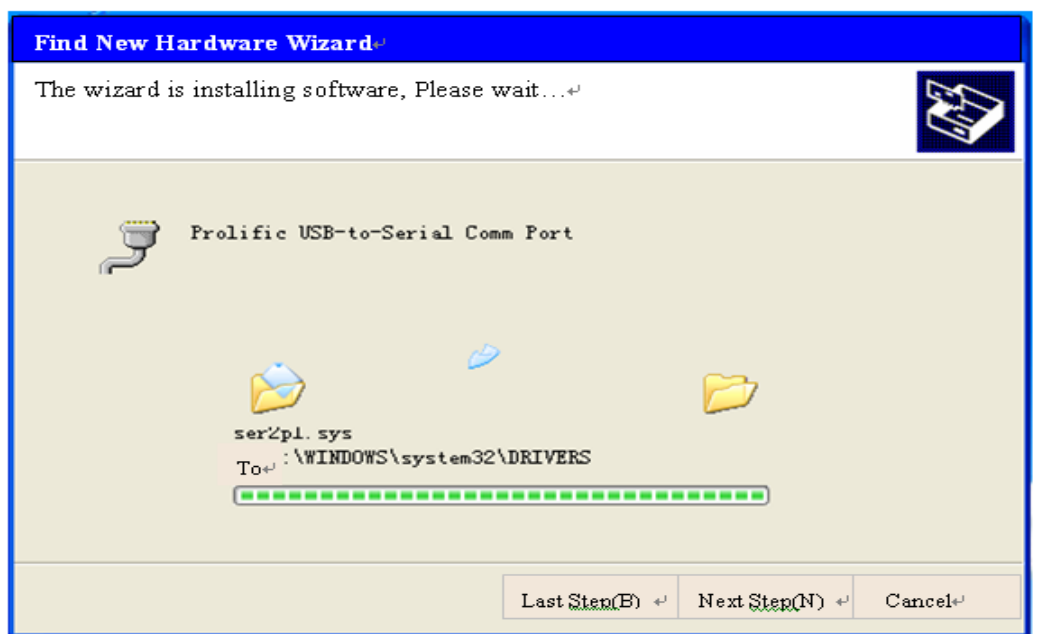 Find New Hardware Wizard↵
The wizard is installing software, Please wait...↵
Prolific USB-to-Serial Comm Port
ser2pl.sys
To↵ :\WINDOWS\system32\DRIVERS
Last Step(B) ↵ Next Step(N) ↵ Cancel↵